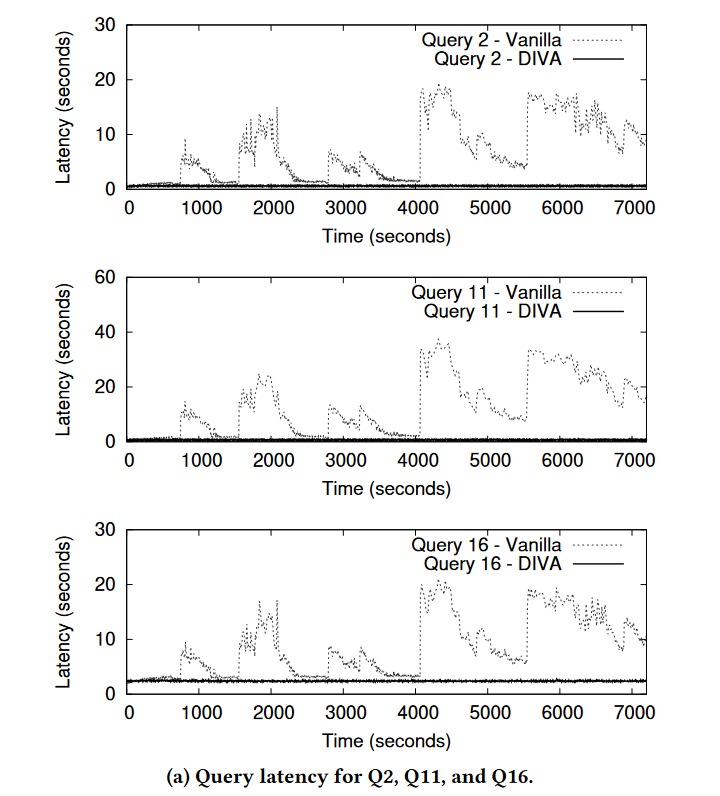 30
Query 2 - Vanilla
Query 2 - DIVA
20
10
0
Latency (seconds)
0 1000 2000 3000 4000 5000 6000 7000
Time (seconds)
60
Query 11 - Vanilla
Query 11 - DIVA
40
20
0
Latency (seconds)
0 1000 2000 3000 4000 5000 6000 7000
Time (seconds)
30
Query 16 - Vanilla
Query 16 - DIVA
20
10
0
Latency (seconds)
0 1000 2000 3000 4000 5000 6000 7000
Time (seconds)
(a) Query latency for Q2, Q11, and Q16.